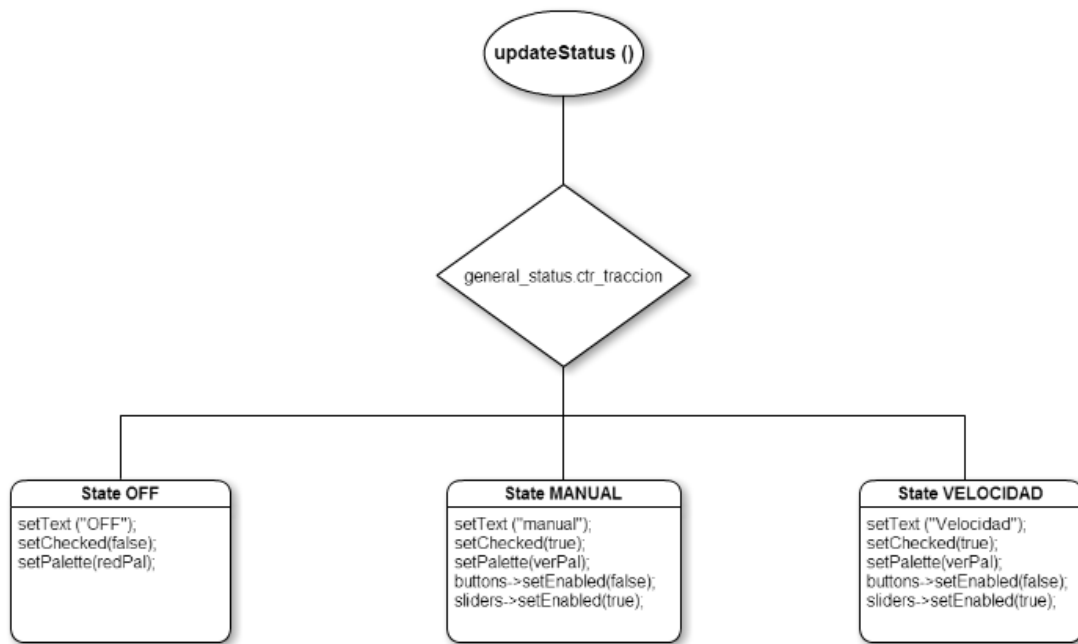 updateStatus ()
general_status.ctr_traccion
State OFF
setText ("OFF");
setChecked(false);
setPalette(redPal);
State MANUAL
setText ("manual");
setChecked(true);
setPalette(verPal);
buttons->setEnabled(false);
sliders->setEnabled(true);
State VELOCIDAD
setText ("Velocidad");
setChecked(true);
setPalette(verPal);
buttons->setEnabled(false);
sliders->setEnabled(true);